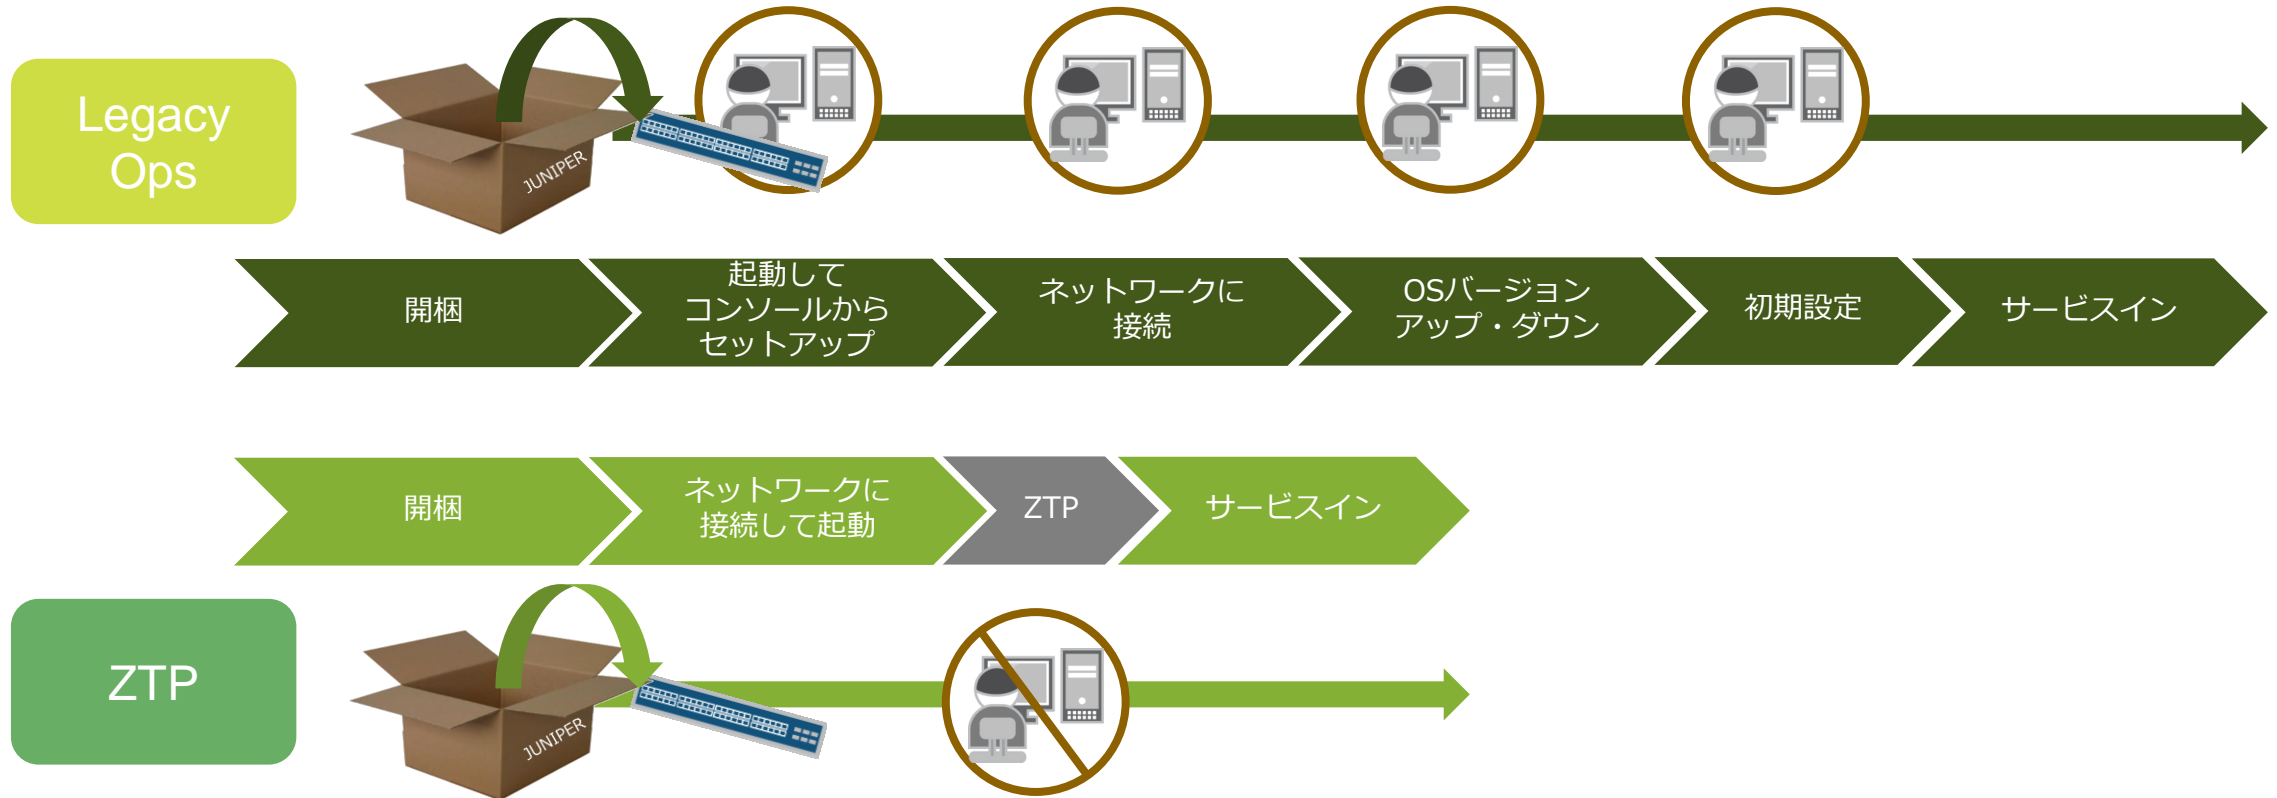 Legacy
Ops
JUNIPER
開梱
起動して
コンソールから
セットアップ
ネットワークに
接続
OSバージョン
アップ・ダウン
初期設定
サービスイン
開梱
ネットワークに
接続して起動
ZTP
サービスイン
ZTP
JUNIPER